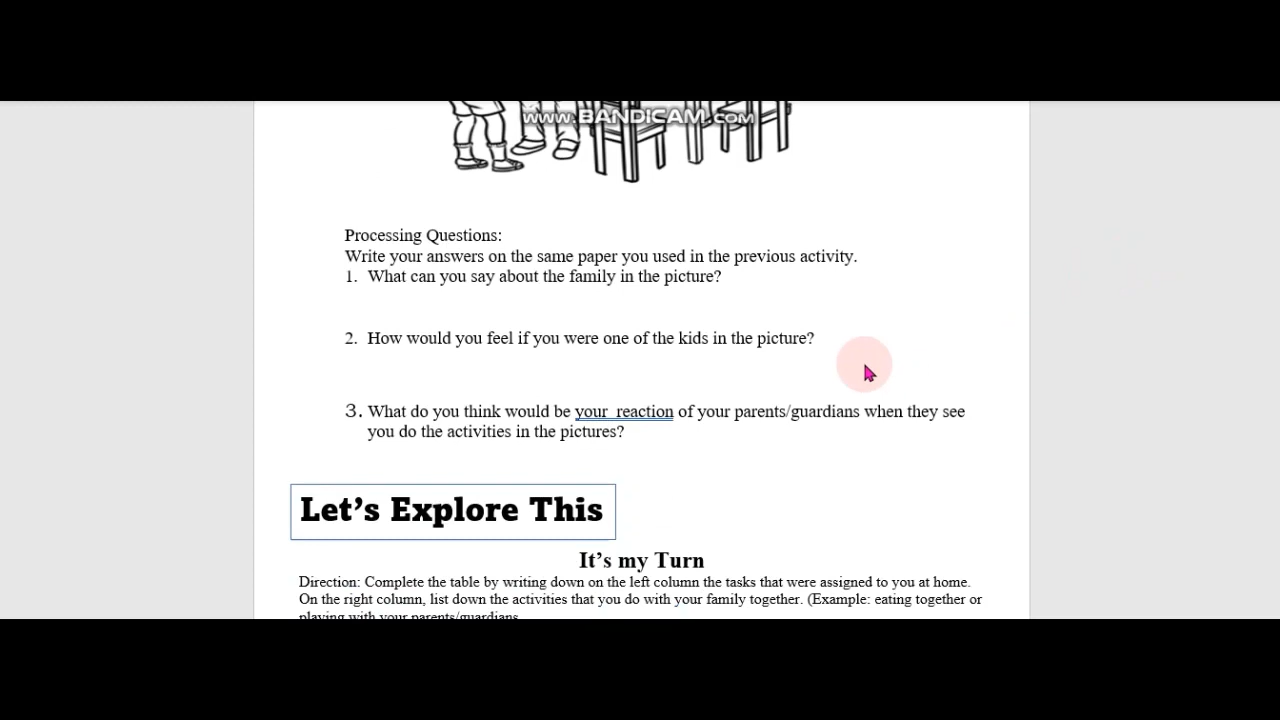 www.BANDICAM.com
Processing Questions:
Write your answers on the same paper you used in the previous activity.
1. What can you say about the family in the picture?
2. How would you feel if you were one of the kids in the picture?
3. What do you think would be your reaction of your parents/guardians when they see
you do the activities in the pictures?
Let's Explore This
It's my Turn
Direction: Complete the table by writing down on the left column the tasks that were assigned to you at home.
On the right column, list down the activities that you do with your family together. (Example: eating together or
playing with your parents/guardians